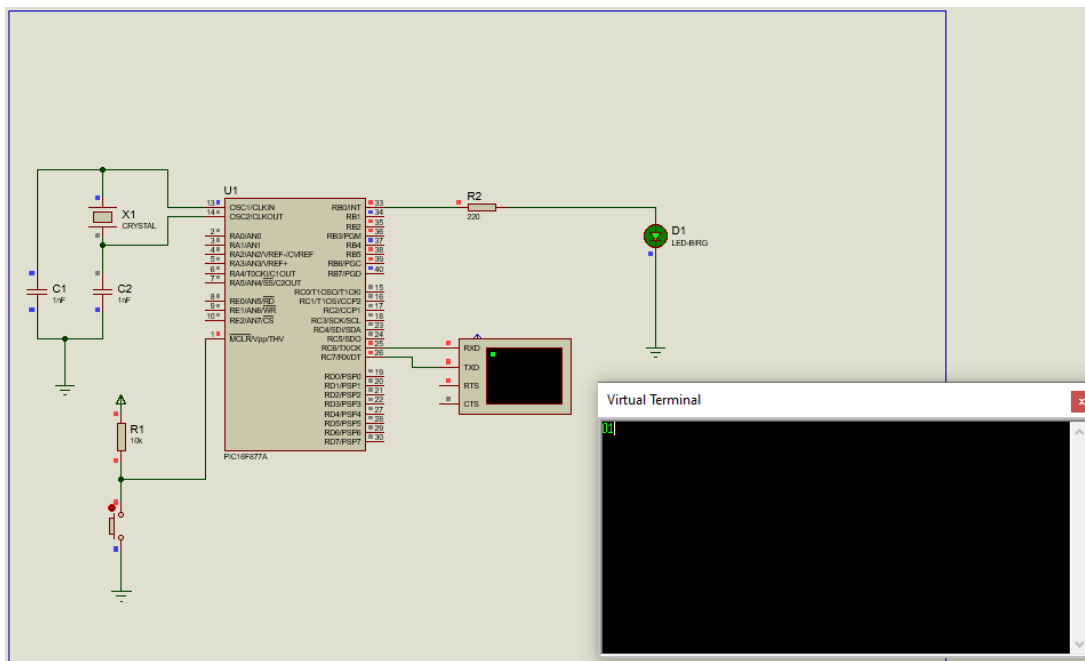 U1
13
14
OSC1/CLKIN
OSC2/CLKOUT
2
3
4
5
6
7
RA0/AN0
RA1/AN1
RA2/AN2/VREF-/CVREF
RA3/AN3/VREF+
RA4/T0CKI/C1OUT
RA5/AN4/SS/C2OUT
8
9
10
RE0/AN5/RD
RE1/AN6/WR
RE2/AN7/CS
1
MCLR/Vpp/THV
RB0/INT
RB1
RB2
RB3/PGM
RB4
RB5
RB6/PGC
RB7/PGD
33
34
35
36
37
38
39
40
RC0/T1OSO/T1CKI
RC1/T1OSI/CCP2
RC2/CCP1
RC3/SCK/SCL
RC4/SDI/SDA
RC5/SDO
RC6/TX/CK
RC7/RX/DT
15
16
17
18
23
24
25
26
RD0/PSP0
RD1/PSP1
RD2/PSP2
RD3/PSP3
RD4/PSP4
RD5/PSP5
RD6/PSP6
RD7/PSP7
19
20
21
22
27
28
29
30
PIC16F877A
X1
CRYSTAL
C1
1nF
C2
1nF
R1
10k
R2
220
D1
LED-BIRG
RXD
TXD
RTS
CTS
Virtual Terminal
x
01